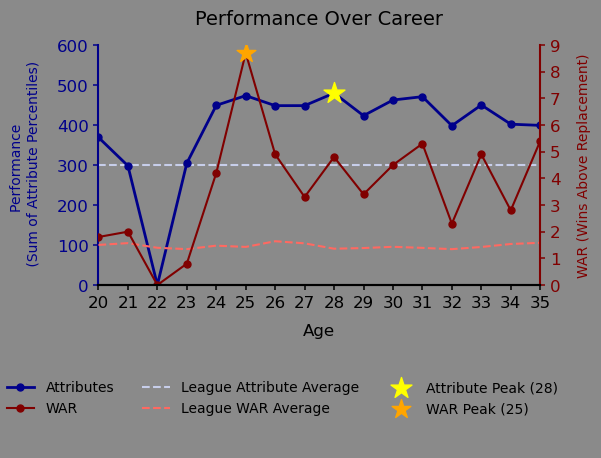 Performance Over Career
Performance
(Sum of Attribute Percentiles)
600
500
400
300
200
100
0
9
8
7
6
5
4
3
2
1
0
WAR (Wins Above Replacement)
20 21 22 23 24 25 26 27 28 29 30 31 32 33 34 35
Age
Attributes
WAR
League Attribute Average
League WAR Average
Attribute Peak (28)
WAR Peak (25)